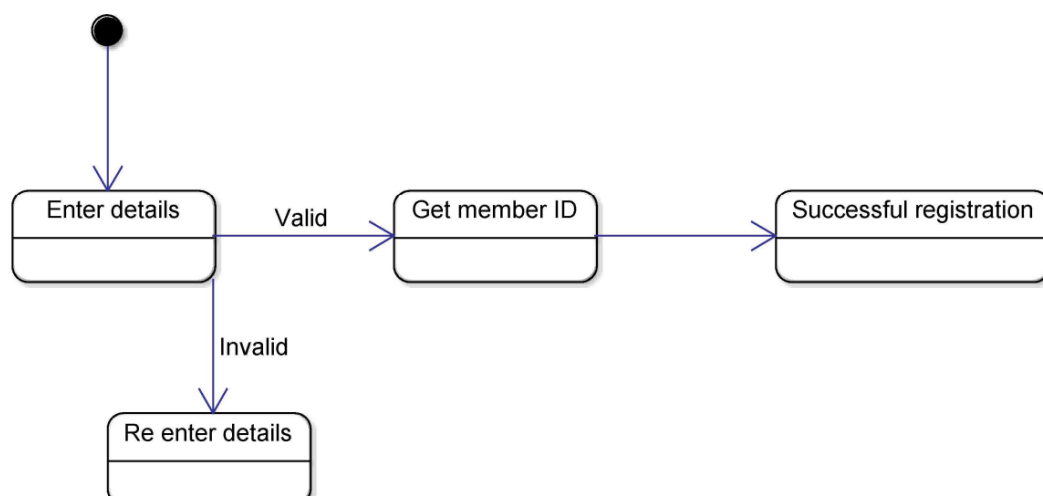 Enter details
Valid
Get member ID
Successful registration
Invalid
Re enter details